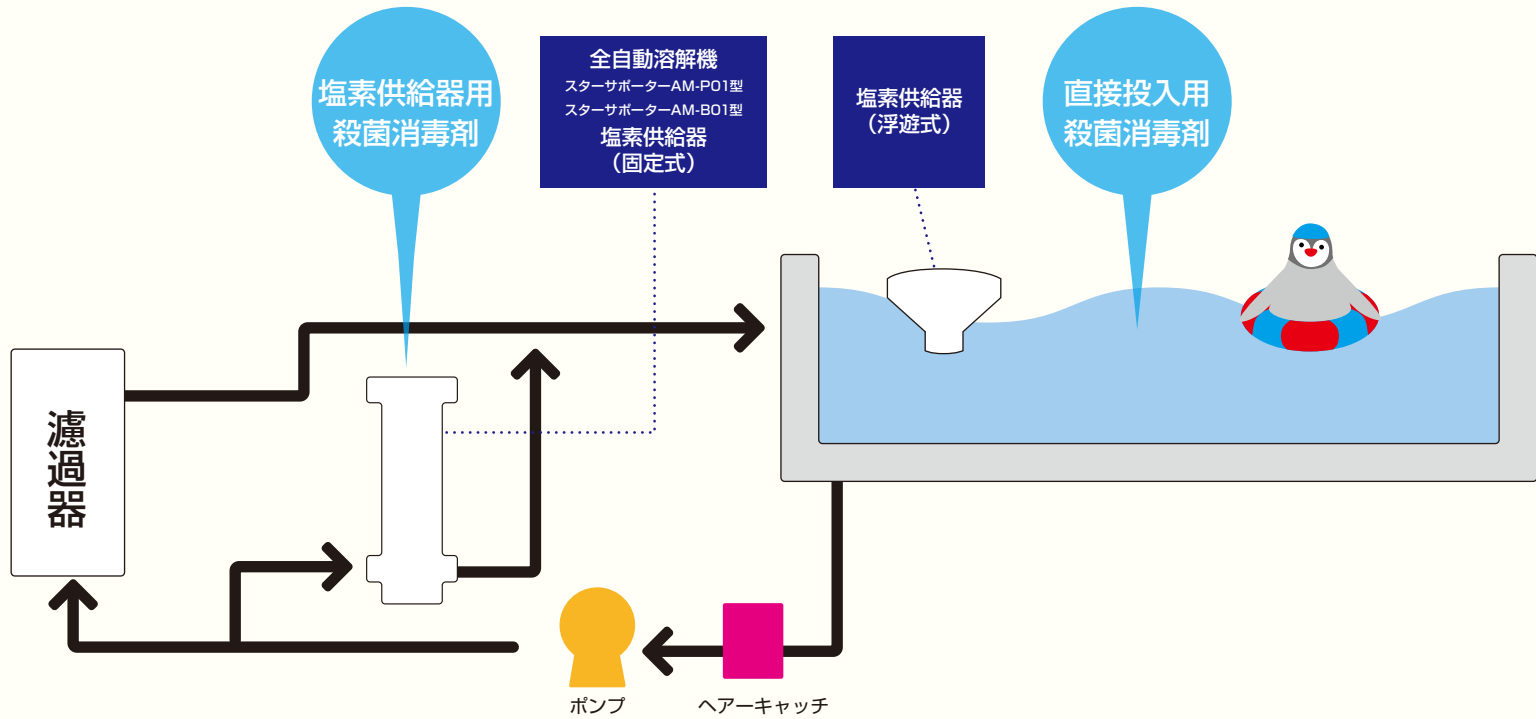 塩素供給器用
殺菌消毒剤
全自動溶解機
スターサポーターAM-P01型
スターサポーターAM-B01型
塩素供給器
（固定式）
塩素供給器
（浮遊式）
直接投入用
殺菌消毒剤
濾過器
ポンプ
ヘアーキャッチ